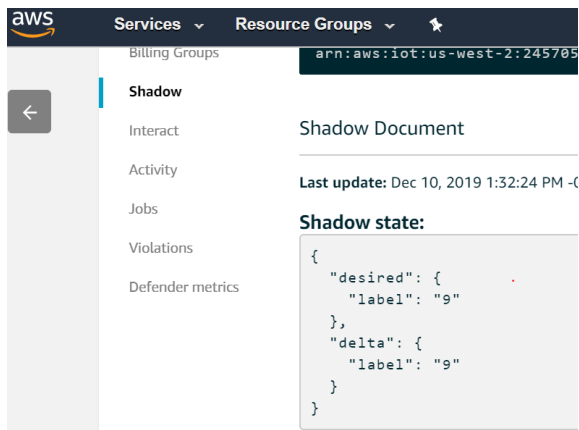 aws
Services
Resource Groups
Billing Groups
Shadow
Interact
Activity
Jobs
Violations
Defender metrics
arn:aws:iot:us-west-2:245705
Shadow Document
Last update: Dec 10, 2019 1:32:24 PM -0
Shadow state:
{
"desired": {
"label": "9"
},
"delta": {
"label": "9"
}
}